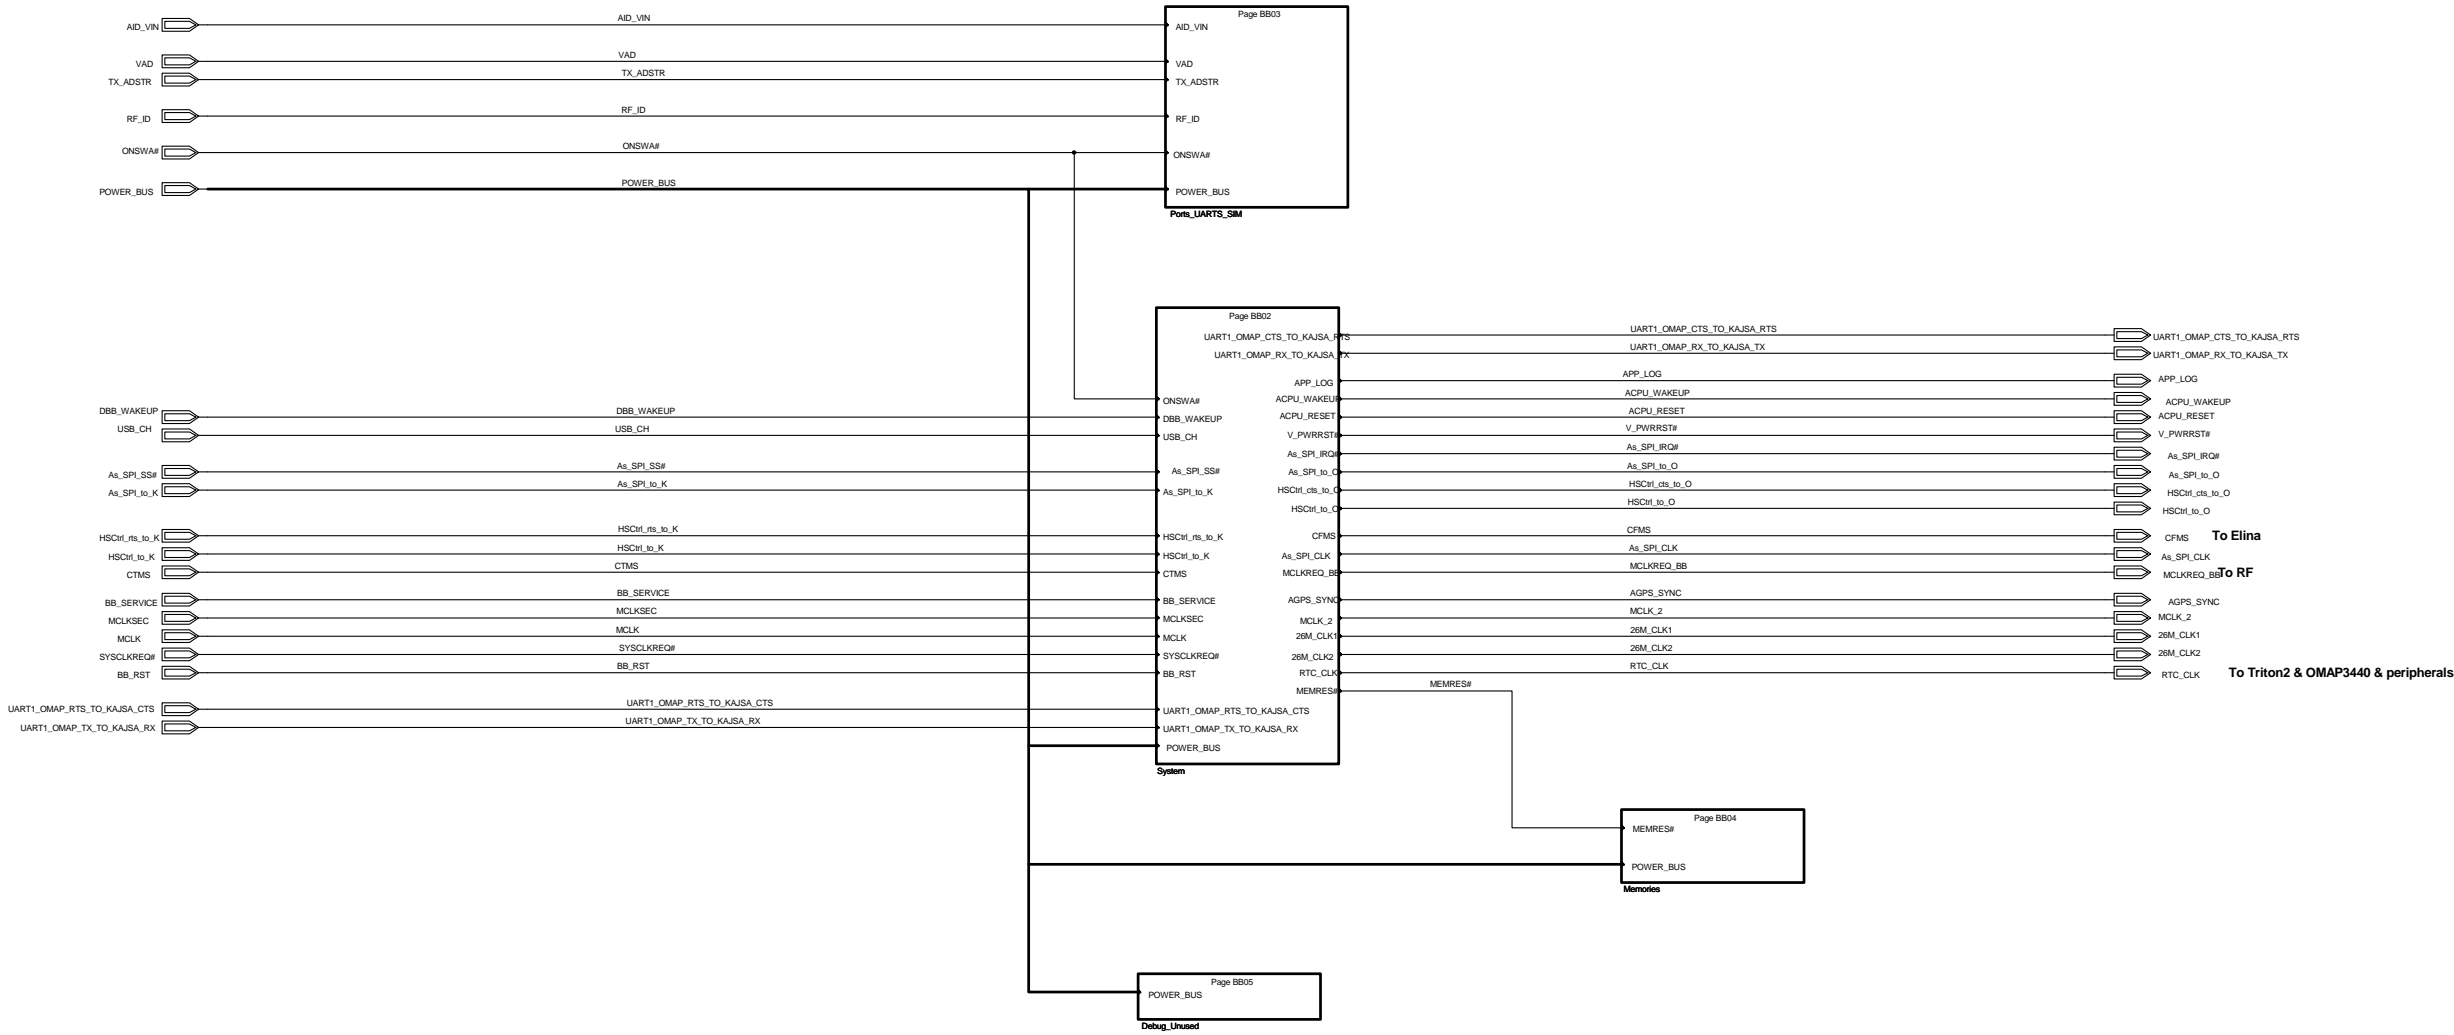 AID_VIN AID_VIN Page BB03
AID_VIN
VAD VAD VAD
TX_ADSTR TX_ADSTR TX_ADSTR
RF_ID RF_ID RF_ID
ONSWA# ONSWA# ONSWA#
POWER_BUS POWER_BUS POWER_BUS
Ports_UARTS_SIM
Page BB02
UART1_OMAP_CTS_TO_KAJSA_RTS UART1_OMAP_CTS_TO_KAJSA_RTS UART1_OMAP_CTS_TO_KAJSA_RTS
UART1_OMAP_RX_TO_KAJSA_TX UART1_OMAP_RX_TO_KAJSA_TX UART1_OMAP_RX_TO_KAJSA_TX
APP_LOG APP_LOG APP_LOG
ONSWA# ACPU_WAKEUP ACPU_WAKEUP ACPU_WAKEUP
DBB_WAKEUP DBB_WAKEUP DBB_WAKEUP ACPU_RESET ACPU_RESET ACPU_RESET
USB_CH USB_CH USB_CH V_PWRRST# V_PWRRST# V_PWRRST#
As_SPI_IRQ# As_SPI_IRQ# As_SPI_IRQ#
As_SPI_SS# As_SPI_SS# As_SPI_SS# As_SPI_to_O As_SPI_to_O As_SPI_to_O
As_SPI_to_K As_SPI_to_K As_SPI_to_K HSCtrl_cts_to_O HSCtrl_cts_to_O HSCtrl_cts_to_O
HSCtrl_to_O HSCtrl_to_O HSCtrl_to_O
HSCtrl_rts_to_K HSCtrl_rts_to_K HSCtrl_rts_to_K CFMS CFMS CFMS To Elina
HSCtrl_to_K HSCtrl_to_K HSCtrl_to_K As_SPI_CLK As_SPI_CLK As_SPI_CLK
CTMS CTMS CTMS MCLKREQ_BB MCLKREQ_BB MCLKREQ_BB To RF
BB_SERVICE BB_SERVICE BB_SERVICE AGPS_SYNC AGPS_SYNC AGPS_SYNC
MCLKSEC MCLKSEC MCLKSEC MCLK_2 MCLK_2 MCLK_2
MCLK MCLK MCLK 26M_CLK1 26M_CLK1 26M_CLK1
SYSCLKREQ# SYSCLKREQ# SYSCLKREQ# 26M_CLK2 26M_CLK2 26M_CLK2
BB_RST BB_RST BB_RST RTC_CLK RTC_CLK RTC_CLK To Triton2 & OMAP3440 & peripherals
MEMRES# MEMRES#
UART1_OMAP_RTS_TO_KAJSA_CTS UART1_OMAP_RTS_TO_KAJSA_CTS UART1_OMAP_RTS_TO_KAJSA_CTS
UART1_OMAP_TX_TO_KAJSA_RX UART1_OMAP_TX_TO_KAJSA_RX UART1_OMAP_TX_TO_KAJSA_RX
POWER_BUS
System
Page BB04
MEMRES#
POWER_BUS
Memories
Page BB05
POWER_BUS
Debug_Unused